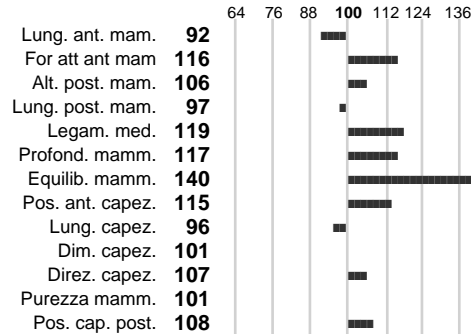 64 76 88 100 112 124 136
Lung. ant. mam. 92
For att ant mam 116
Alt. post. mam. 106
Lung. post. mam. 97
Legam. med. 119
Profond. mamm. 117
Equilib. mamm. 140
Pos. ant. capez. 115
Lung. capez. 96
Dim. capez. 101
Direz. capez. 107
Purezza mamm. 101
Pos. cap. post. 108